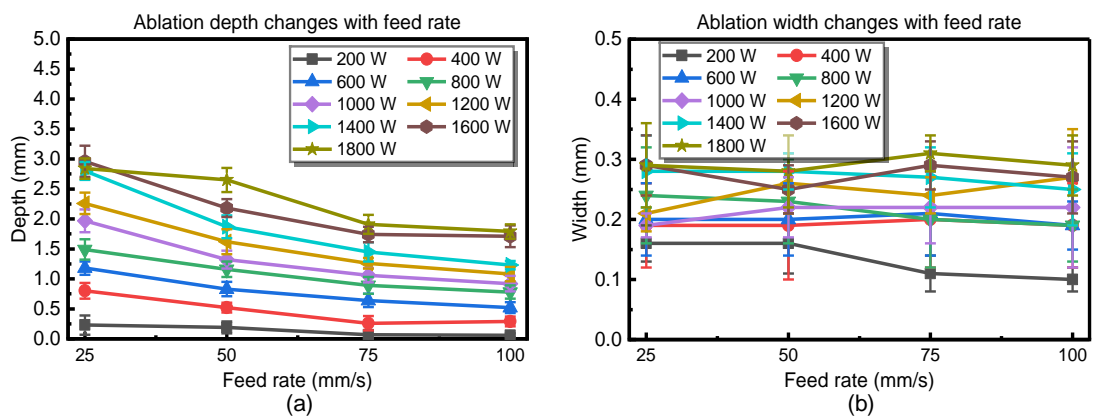 Ablation depth changes with feed rate
5.0
4.5
4.0
3.5
3.0
2.5
2.0
1.5
1.0
0.5
0.0
Depth (mm)
200 W 400 W
600 W 800 W
1000 W 1200 W
1400 W 1600 W
1800 W
25 50 75 100
Feed rate (mm/s)
(a)
Ablation width changes with feed rate
0.5
0.4
0.3
0.2
0.1
0.0
Width (mm)
200 W 400 W
600 W 800 W
1000 W 1200 W
1400 W 1600 W
1800 W
25 50 75 100
Feed rate (mm/s)
(b)